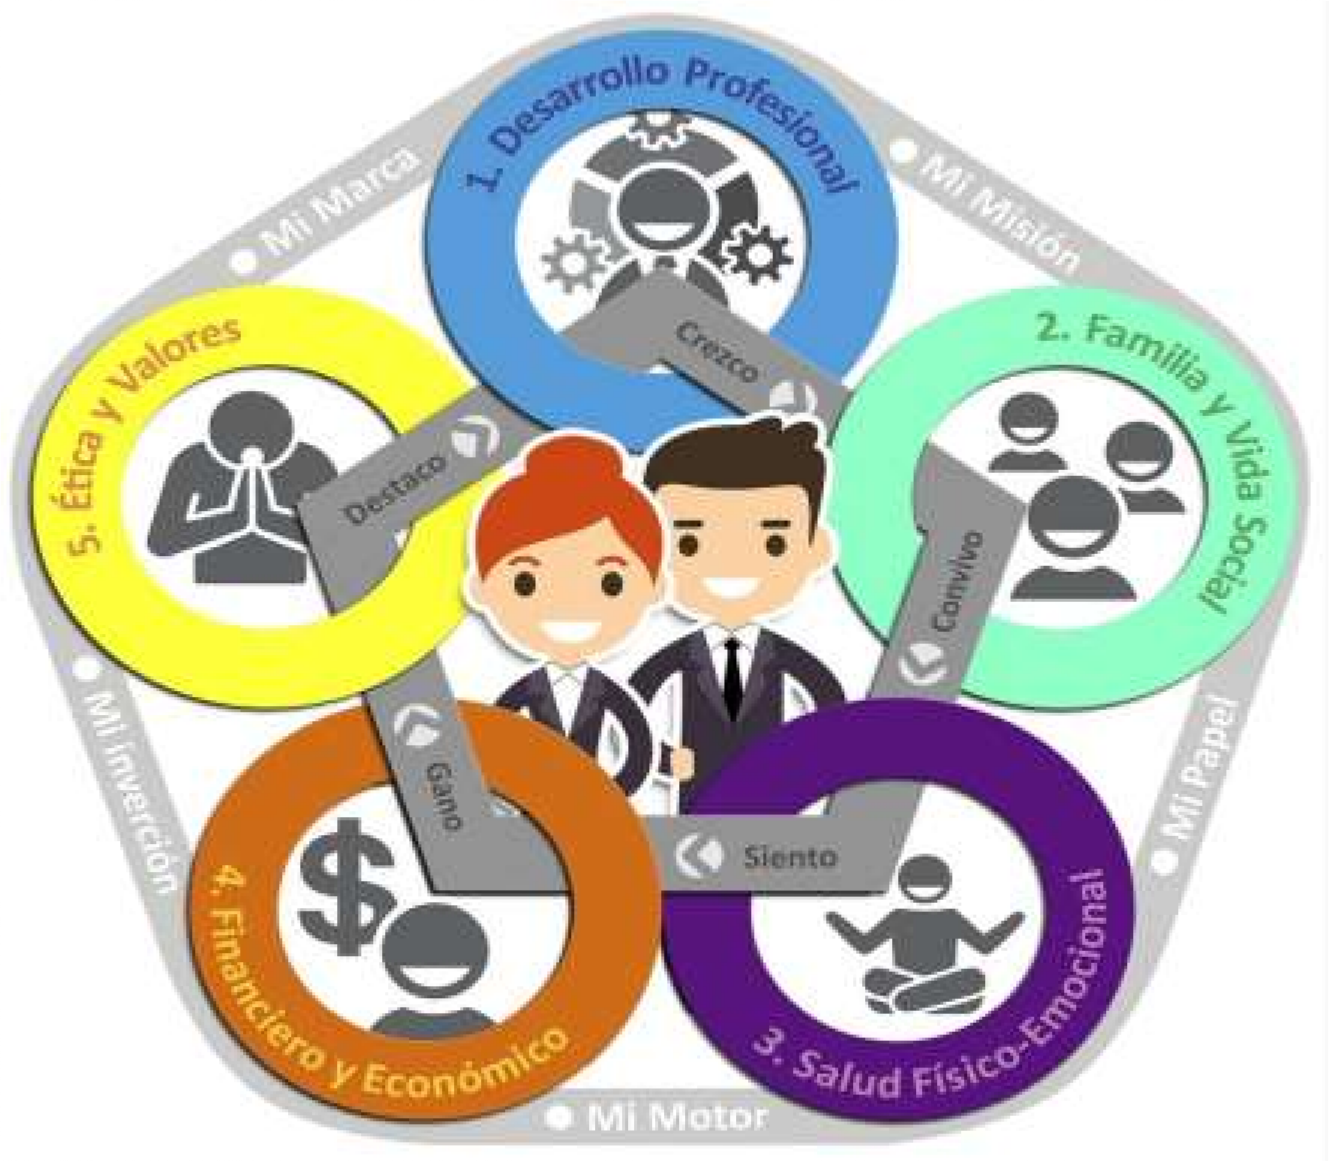 1. Desarrollo Profesional
Mi Misión
2. Familia y Vida Social
Mi Papel
3. Salud Físico-Emocional
Mi Motor
4. Financiero y Económico
Mi inverción
5. Ética y Valores
Mi Marca
Crezco
Convivo
Siento
Gano
Destaco